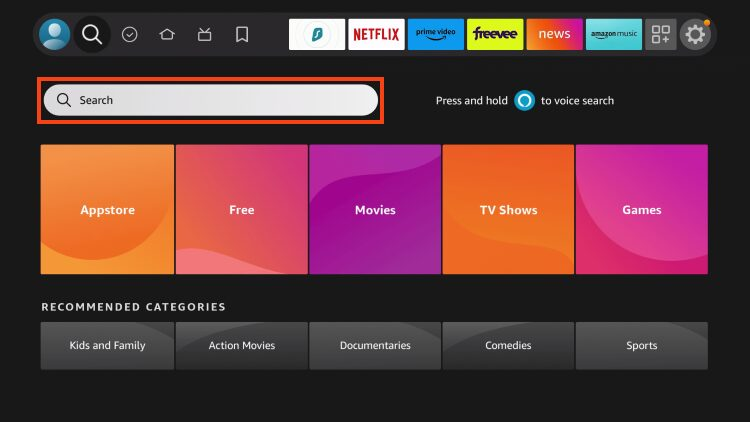 NETFLIX
prime video
freevee
news
amazon music
Search
Press and hold to voice search
Appstore
Free
Movies
TV Shows
Games
RECOMMENDED CATEGORIES
Kids and Family
Action Movies
Documentaries
Comedies
Sports